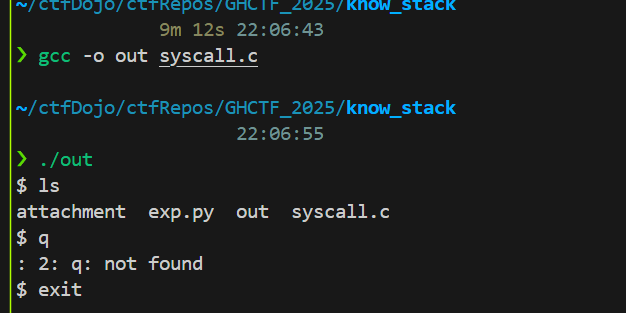 ~/ctfDojo/ctfRepos/GHCTF_2025/know_stack
9m 12s 22:06:43
❯ gcc -o out syscall.c
~/ctfDojo/ctfRepos/GHCTF_2025/know_stack
22:06:55
❯ ./out
$ ls
attachment  exp.py  out  syscall.c
$ q
: 2: q: not found
$ exit